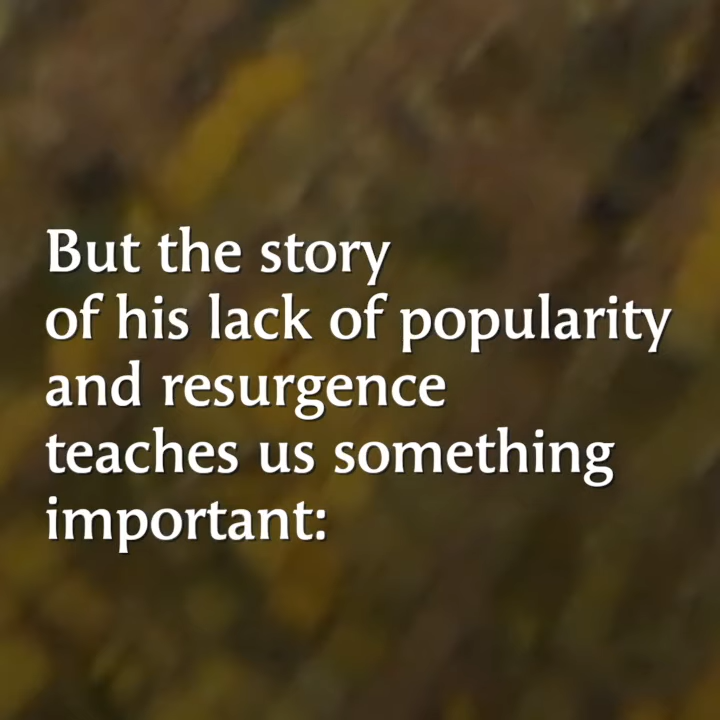 But the story
of his lack of popularity
and resurgence
teaches us something
important: